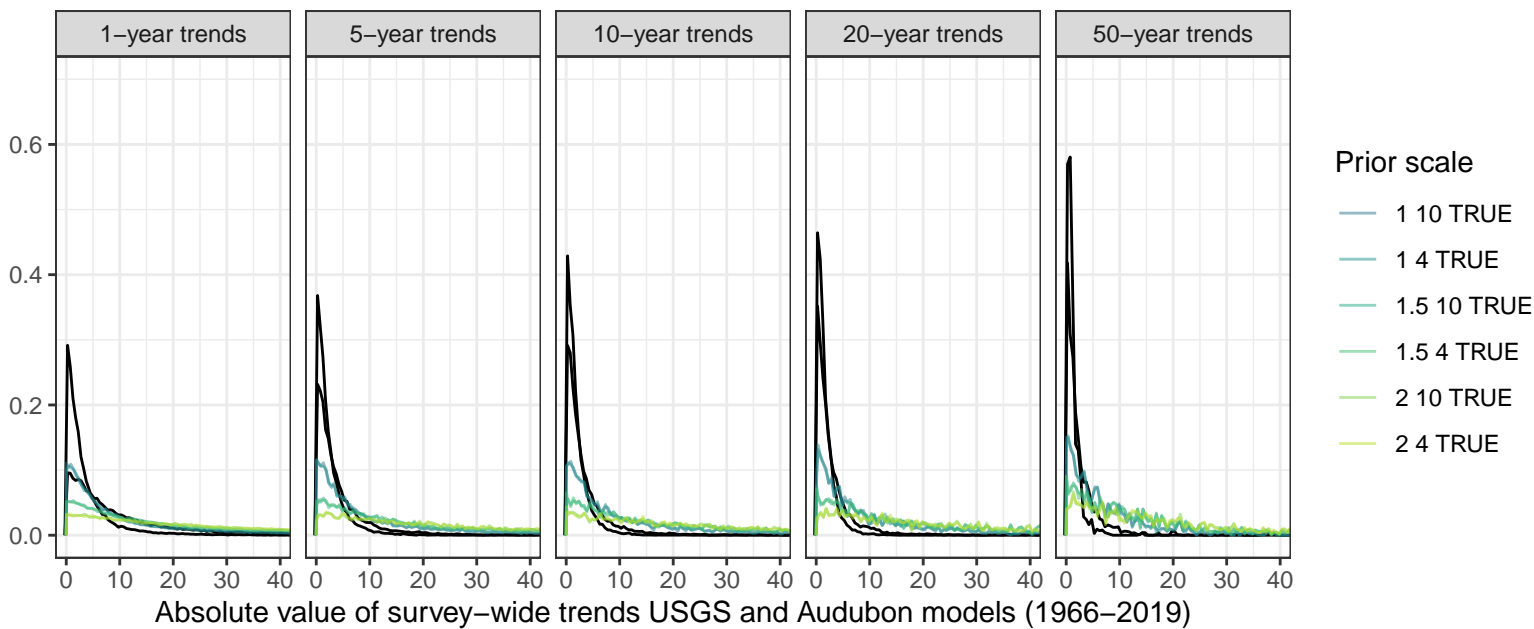 1−year trends
5−year trends
10−year trends
20−year trends
50−year trends
0.6
0.4
0.2
0.0
0 10 20 30 40
0 10 20 30 40
0 10 20 30 40
0 10 20 30 40
0 10 20 30 40
Absolute value of survey−wide trends USGS and Audubon models (1966−2019)
Prior scale
1 10 TRUE
1 4 TRUE
1.5 10 TRUE
1.5 4 TRUE
2 10 TRUE
2 4 TRUE